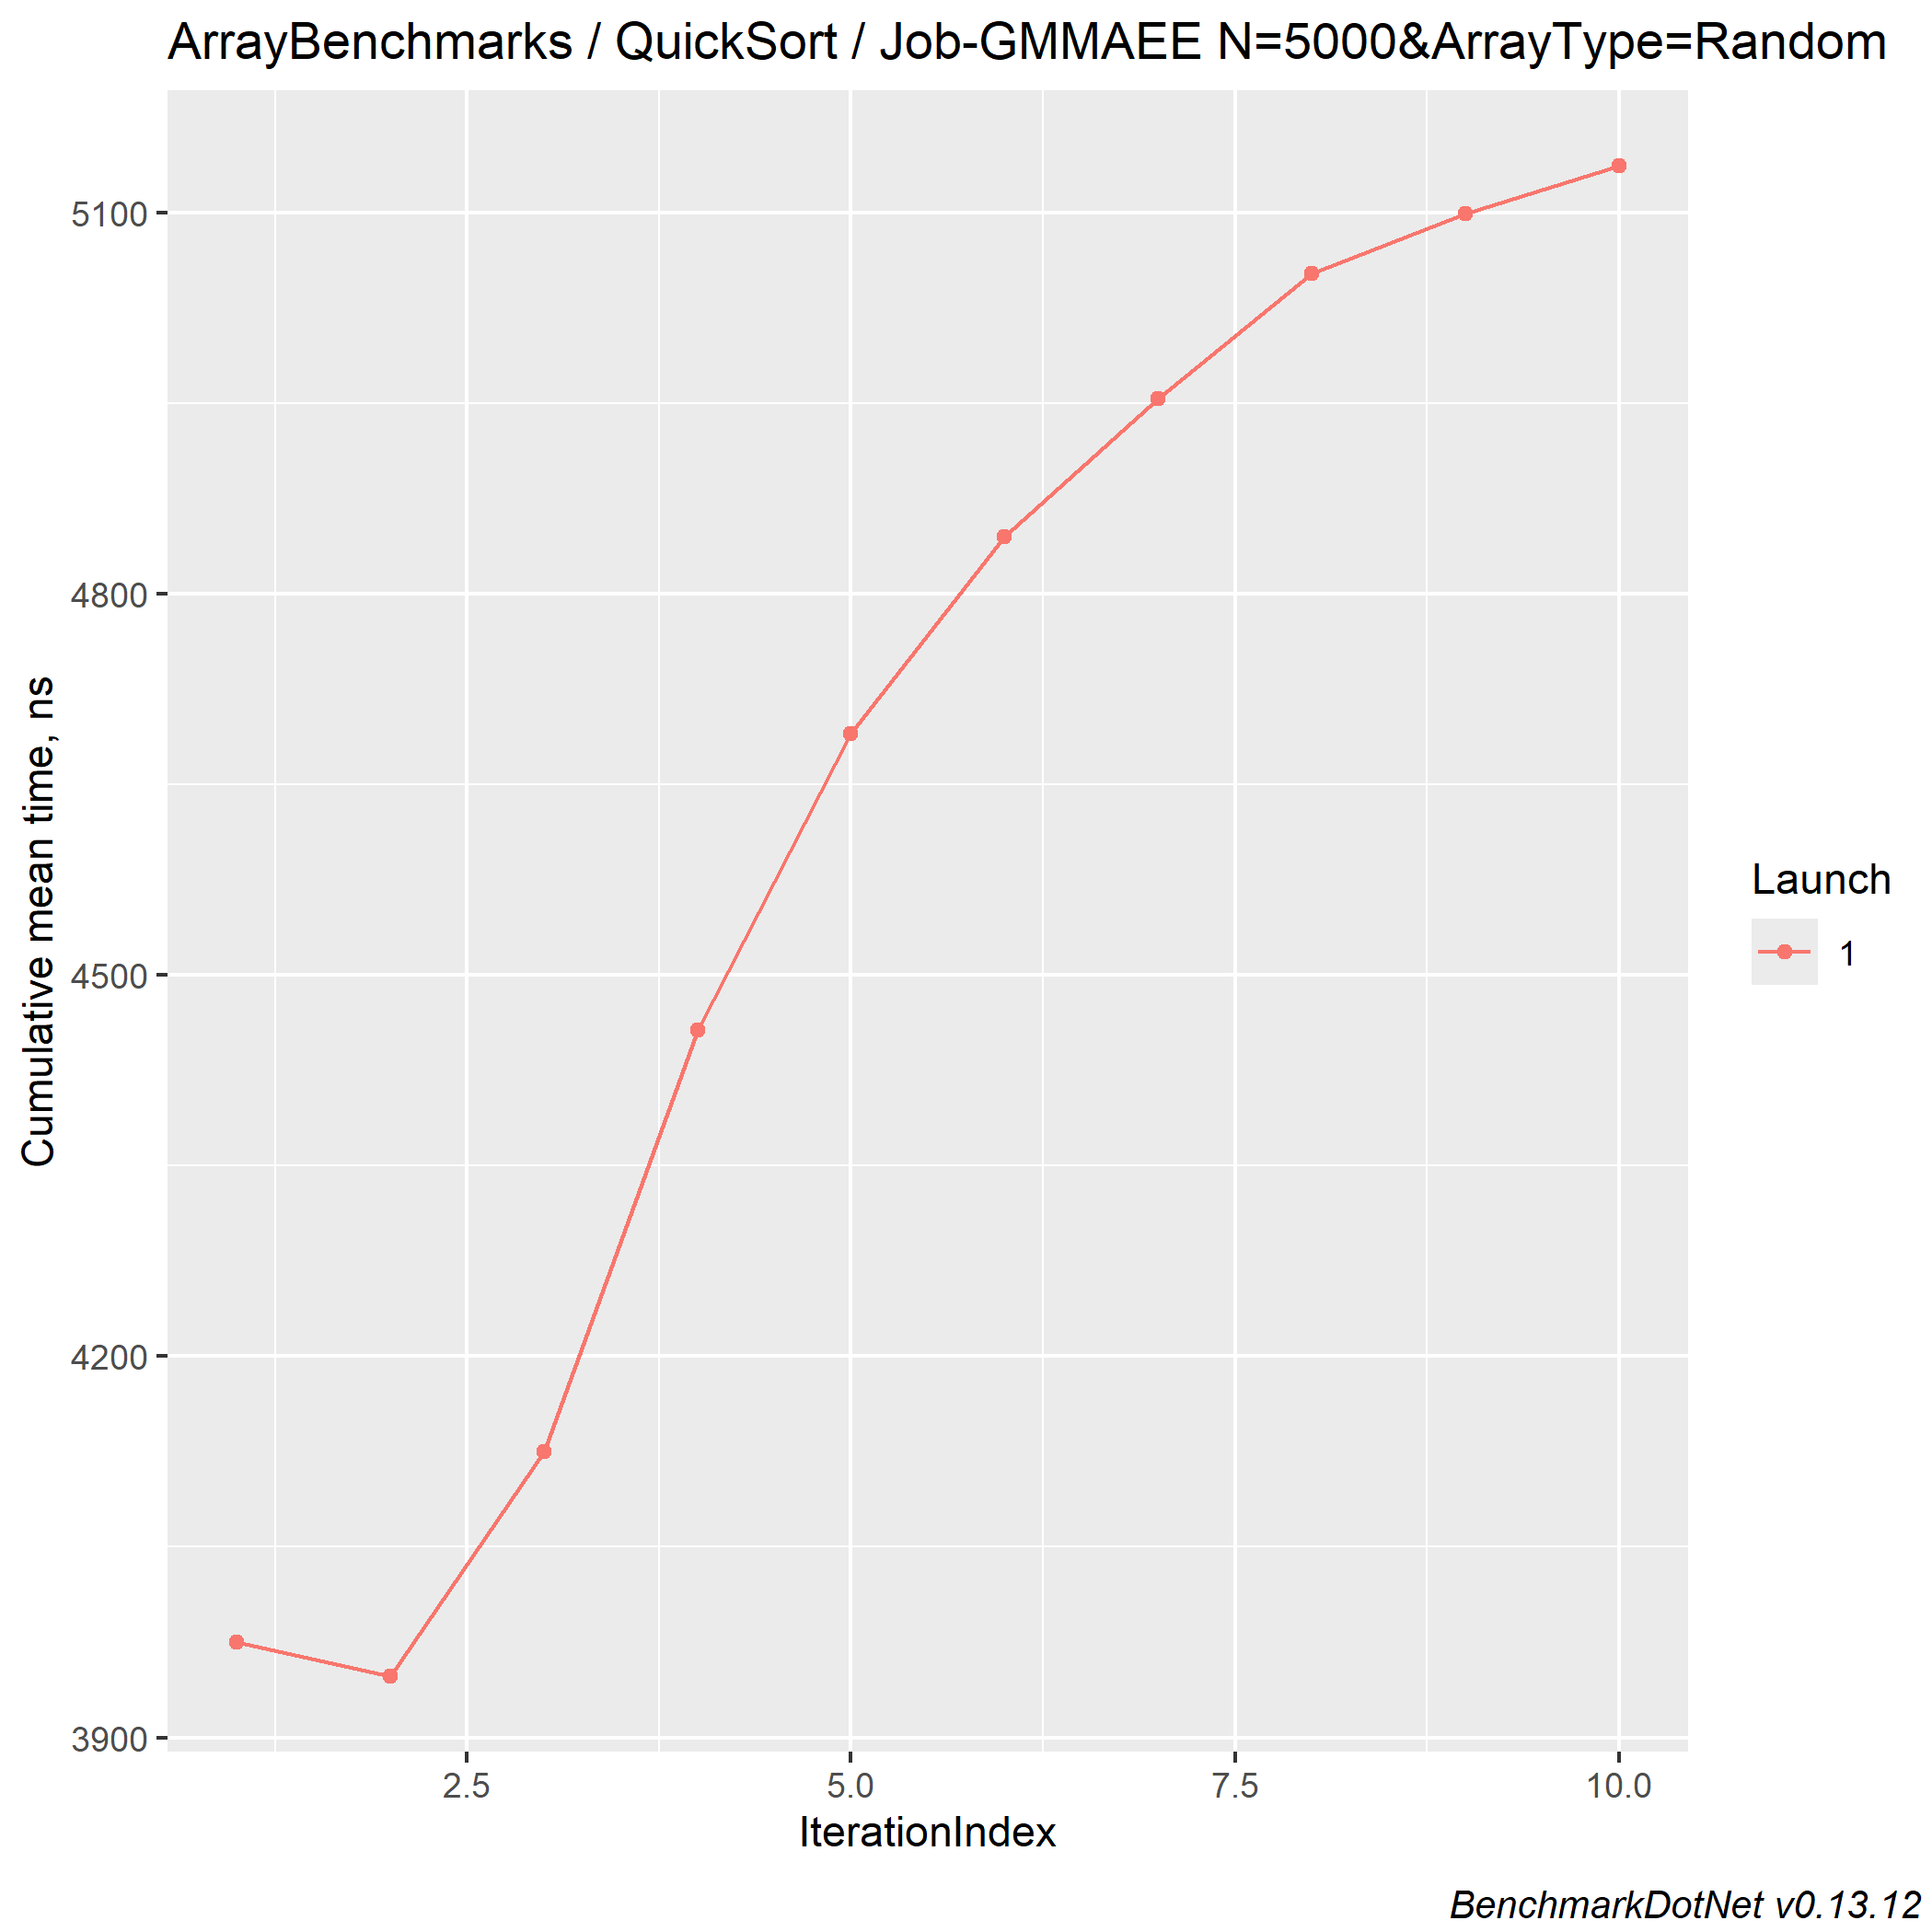 ArrayBenchmarks / QuickSort / Job-GMMAEE N=5000&ArrayType=Random
5100
4800
4500
4200
3900
Cumulative mean time, ns
2.5
5.0
7.5
10.0
IterationIndex
Launch
1
BenchmarkDotNet v0.13.12